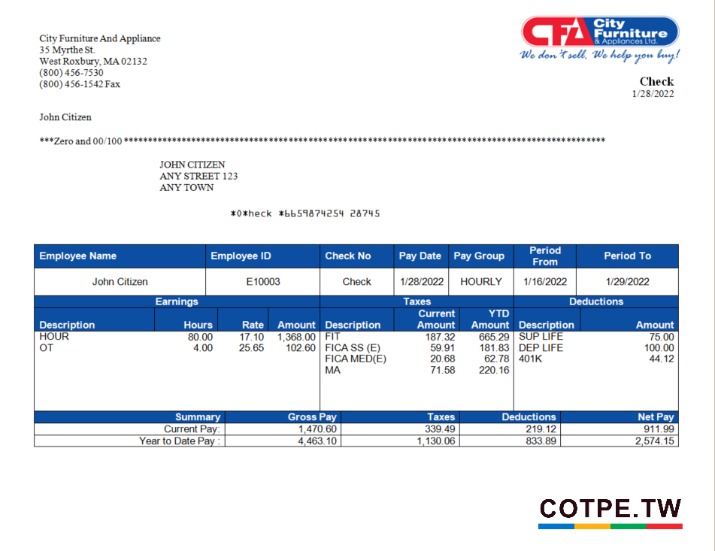 City Furniture And Appliance
35 Myrthe St.
West Roxbury, MA 02132
(800) 456-7530
(800) 456-1542 Fax
CFA City Furniture & Appliances Ltd.
We don't sell, We help you buy!
Check
1/28/2022
John Citizen
***Zero and 00/100 ****************************************************************************************************
JOHN CITIZEN
ANY STREET 123
ANY TOWN
*0*heck *6659874254 28745
Employee Name Employee ID Check No Pay Date Pay Group Period From Period To
John Citizen E10003 Check 1/28/2022 HOURLY 1/16/2022 1/29/2022
Earnings Taxes Deductions
Description Hours Rate Amount Description Current Amount YTD Amount Description Amount
HOUR 80.00 17.10 1,368.00 FIT 187.32 665.29 SUP LIFE 75.00
OT 4.00 25.65 102.60 FICA SS (E) 59.91 181.83 DEP LIFE 100.00
FICA MED(E) 20.68 62.78 401K 44.12
MA 71.58 220.16
Summary Gross Pay Taxes Deductions Net Pay
Current Pay: 1,470.60 339.49 219.12 911.99
Year to Date Pay : 4,463.10 1,130.06 833.89 2,574.15
COTPE.TW